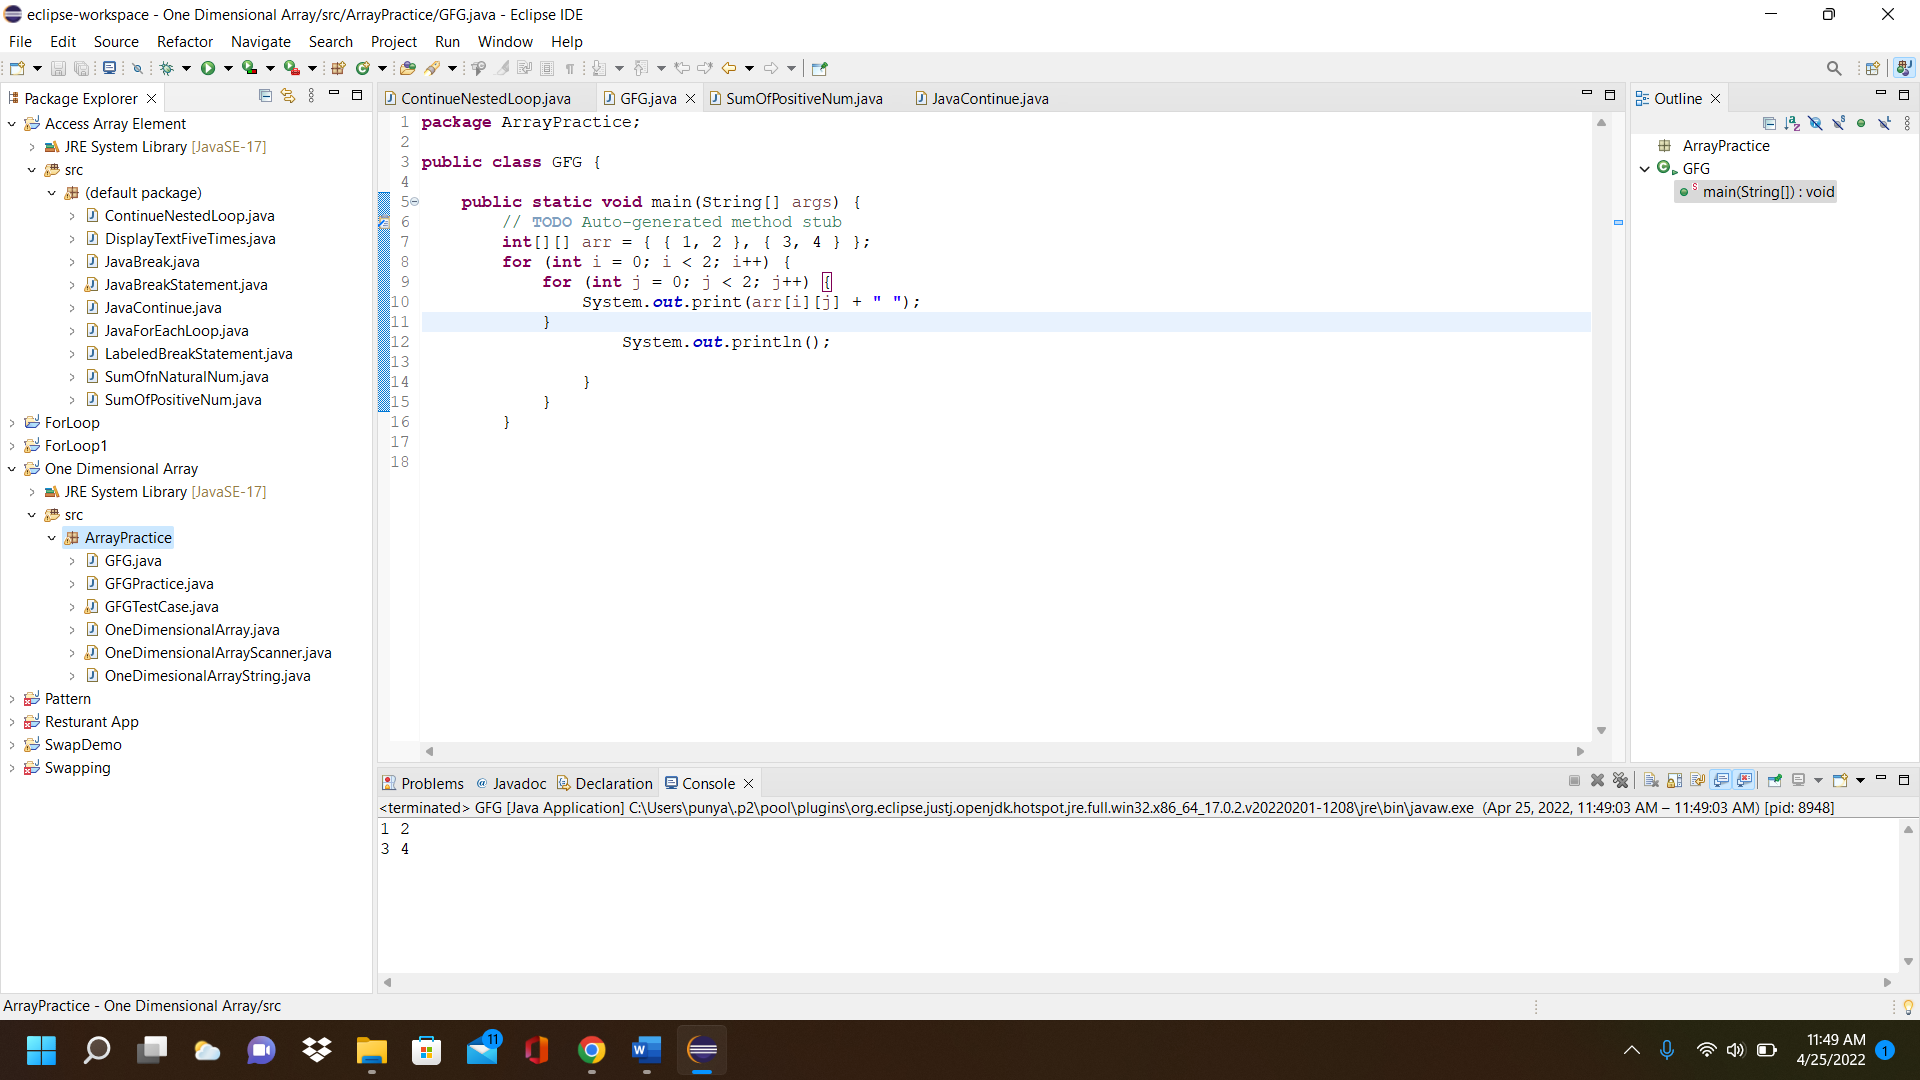 eclipse-workspace - One Dimensional Array/src/ArrayPractice/GFG.java - Eclipse IDE
File Edit Source Refactor Navigate Search Project Run Window Help
Package Explorer
Access Array Element
JRE System Library [JavaSE-17]
src
(default package)
ContinueNestedLoop.java
DisplayTextFiveTimes.java
JavaBreak.java
JavaBreakStatement.java
JavaContinue.java
JavaForEachLoop.java
LabeledBreakStatement.java
SumOfnNaturalNum.java
SumOfPositiveNum.java
ForLoop
ForLoop1
One Dimensional Array
JRE System Library [JavaSE-17]
src
ArrayPractice
GFG.java
GFGPractice.java
GFGTestCase.java
OneDimensionalArray.java
OneDimensionalArrayScanner.java
OneDimesionalArrayString.java
Pattern
Resturant App
SwapDemo
Swapping
ContinueNestedLoop.java GFG.java SumOfPositiveNum.java JavaContinue.java
1 package ArrayPractice;
2
3 public class GFG {
4
5 public static void main(String[] args) {
6 // TODO Auto-generated method stub
7 int[][] arr = { { 1, 2 }, { 3, 4 } };
8 for (int i = 0; i < 2; i++) {
9 for (int j = 0; j < 2; j++) {
10 System.out.print(arr[i][j] + " ");
11 }
12 System.out.println();
13
14 }
15 }
16 }
17
18
Outline
ArrayPractice
GFG
main(String[]) : void
Problems Javadoc Declaration Console
<terminated> GFG [Java Application] C:\Users\punya\.p2\pool\plugins\org.eclipse.justj.openjdk.hotspot.jre.full.win32.x86_64_17.0.2.v20220201-1208\jre\bin\javaw.exe (Apr 25, 2022, 11:49:03 AM – 11:49:03 AM) [pid: 8948]
1 2
3 4
ArrayPractice - One Dimensional Array/src
11
11:49 AM
4/25/2022
1